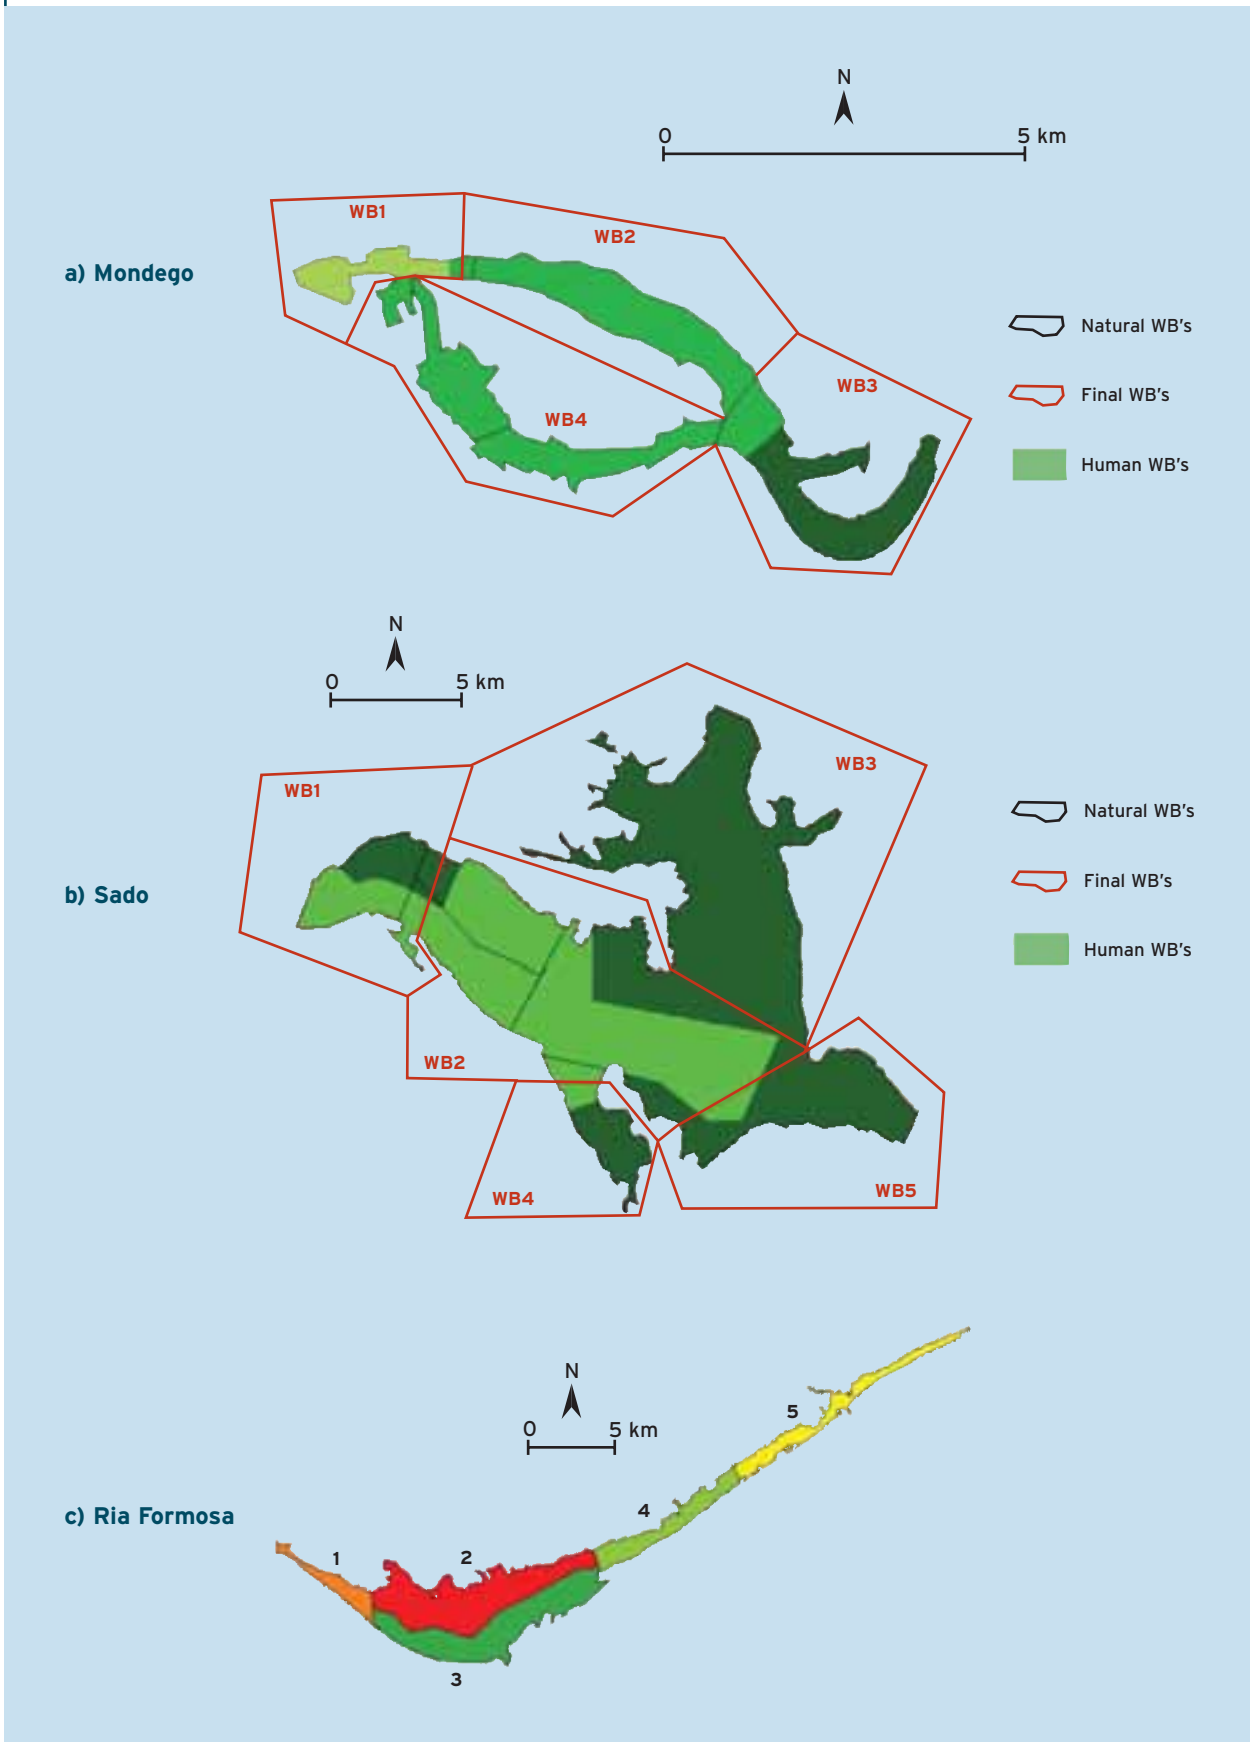 N
0 5 km
WB1
WB2
a) Mondego
WB3
WB4
Natural WB's
Final WB's
Human WB's
N
0 5 km
WB3
WB1
b) Sado
WB2
WB4
WB5
Natural WB's
Final WB's
Human WB's
N
0 5 km
5
4
c) Ria Formosa
1
2
3